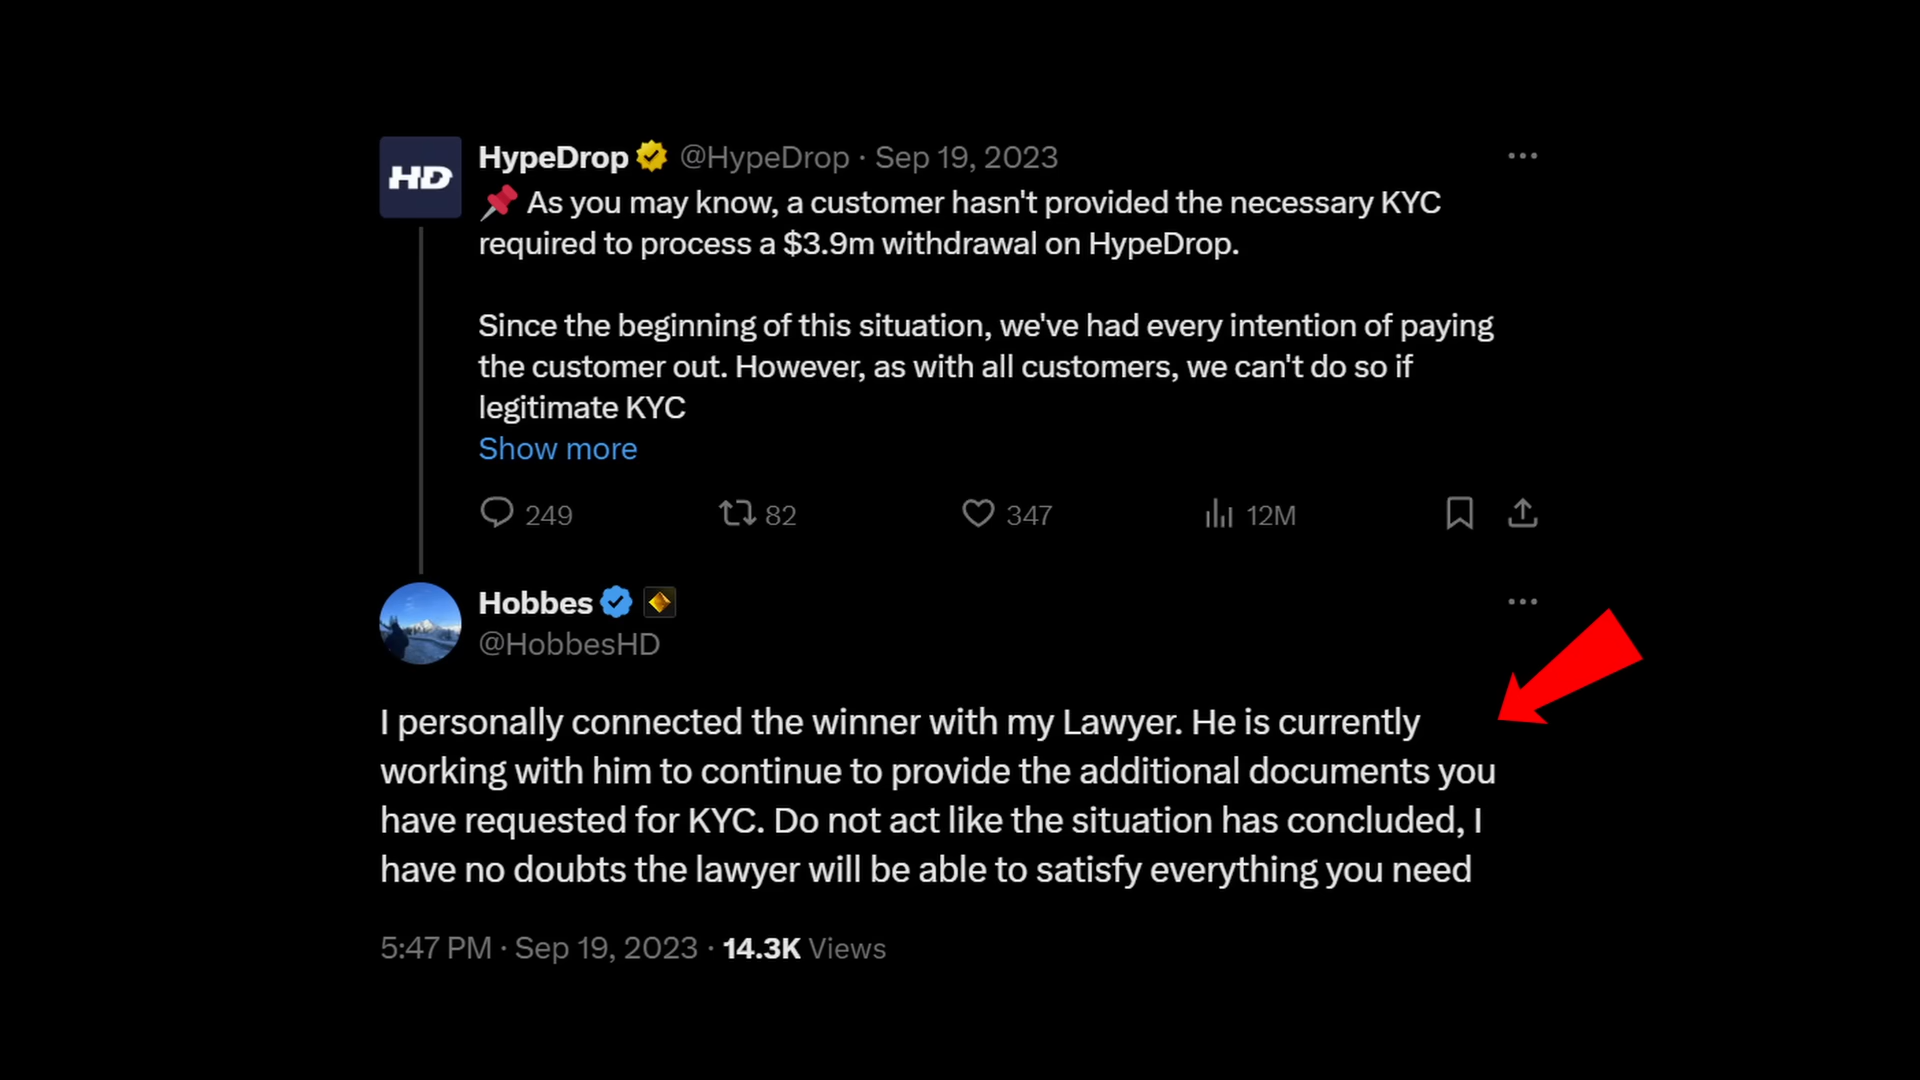 HD
HypeDrop @HypeDrop · Sep 19, 2023
📌 As you may know, a customer hasn't provided the necessary KYC
required to process a $3.9m withdrawal on HypeDrop.
Since the beginning of this situation, we've had every intention of paying
the customer out. However, as with all customers, we can't do so if
legitimate KYC
Show more
249 82 347 12M
Hobbes
@HobbesHD
I personally connected the winner with my Lawyer. He is currently
working with him to continue to provide the additional documents you
have requested for KYC. Do not act like the situation has concluded, I
have no doubts the lawyer will be able to satisfy everything you need
5:47 PM · Sep 19, 2023 · 14.3K Views